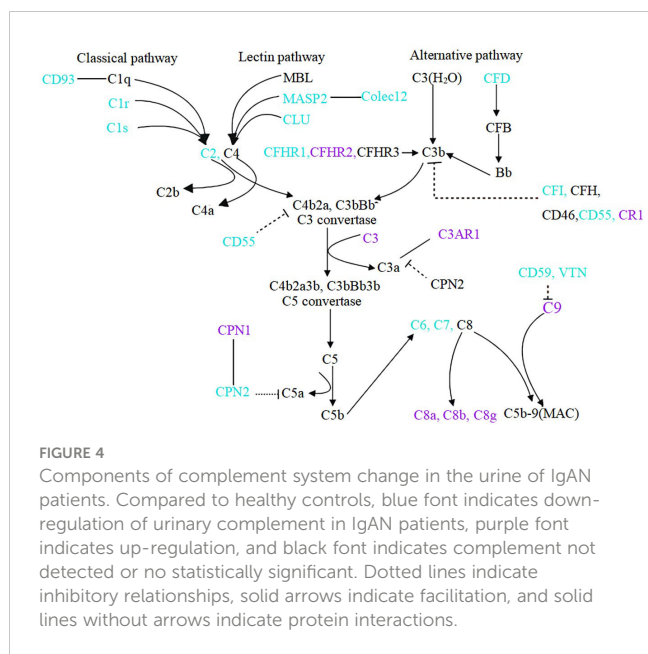 Classical pathway
Lectin pathway
Alternative pathway
CD93
C1q
MBL
C3(H₂O)
CFD
C1r
MASP2
Colec12
C1s
CLU
CFB
C2, C4
CFHR1,CFHR2,CFHR3
C3b
Bb
C2b
C4a
C4b2a, C3bBb
C3 convertase
CFI, CFH,
CD46,CD55, CR1
CD55
C3
C3AR1
C3a
CPN2
CD59, VTN
C4b2a3b, C3bBb3b
C5 convertase
C9
CPN1
C6, C7, C8
C5
CPN2
C5a
C5b
C8a, C8b, C8g
C5b-9(MAC)
FIGURE 4
Components of complement system change in the urine of IgAN
patients. Compared to healthy controls, blue font indicates down-
regulation of urinary complement in IgAN patients, purple font
indicates up-regulation, and black font indicates complement not
detected or no statistically significant. Dotted lines indicate
inhibitory relationships, solid arrows indicate facilitation, and solid
lines without arrows indicate protein interactions.